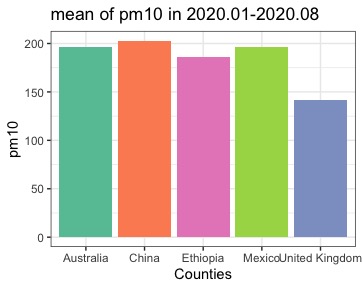 mean of pm10 in 2020.01-2020.08
200
150
100
50
0
pm10
Australia China Ethiopia Mexico United Kingdom
Counties